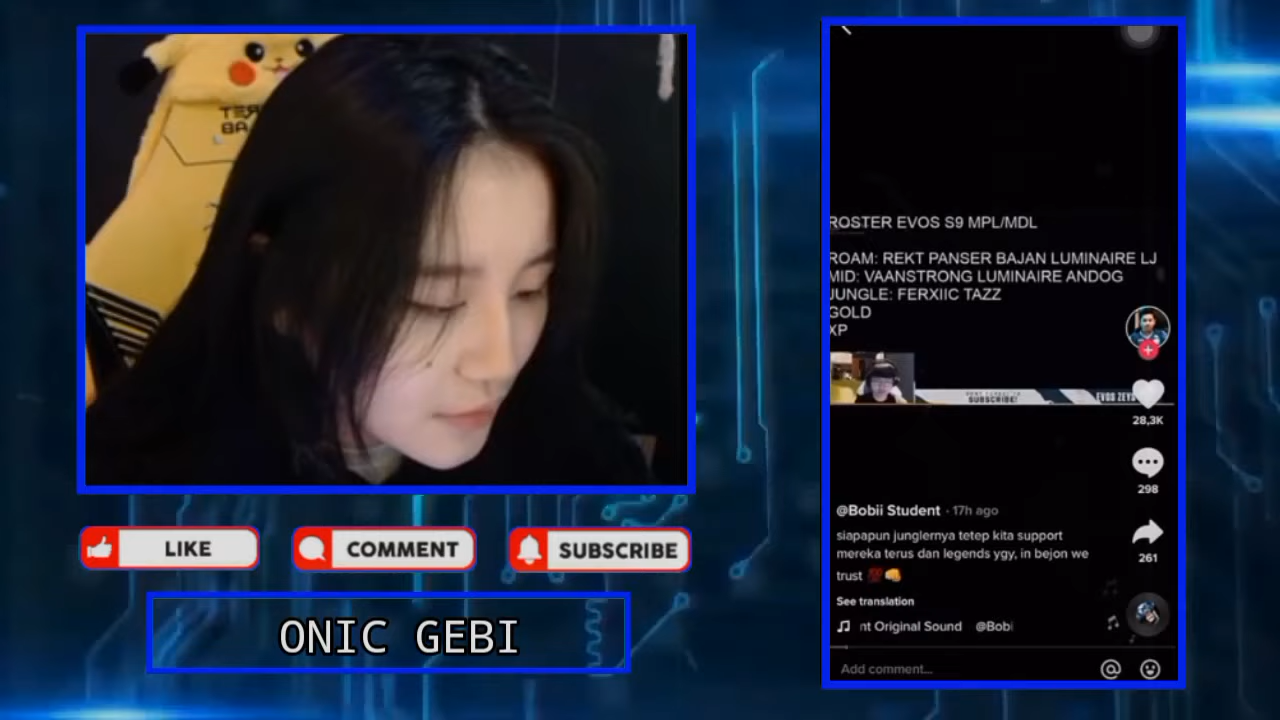 LIKE
COMMENT
SUBSCRIBE
ONIC GEBI
ROSTER EVOS S9 MPL/MDL
ROAM: REKT PANSER BAJAN LUMINAIRE LJ
MID: VAANSTRONG LUMINAIRE ANDOG
JUNGLE: FERXIIC TAZZ
GOLD
XP
SUBSCRIBE!
28,3K
298
@Bobii Student · 17h ago
siapapun junglernya tetep kita support
mereka terus dan legends ygy, in bejon we
trust 💯👊
261
See translation
nt Original Sound @Bobi
Add comment...